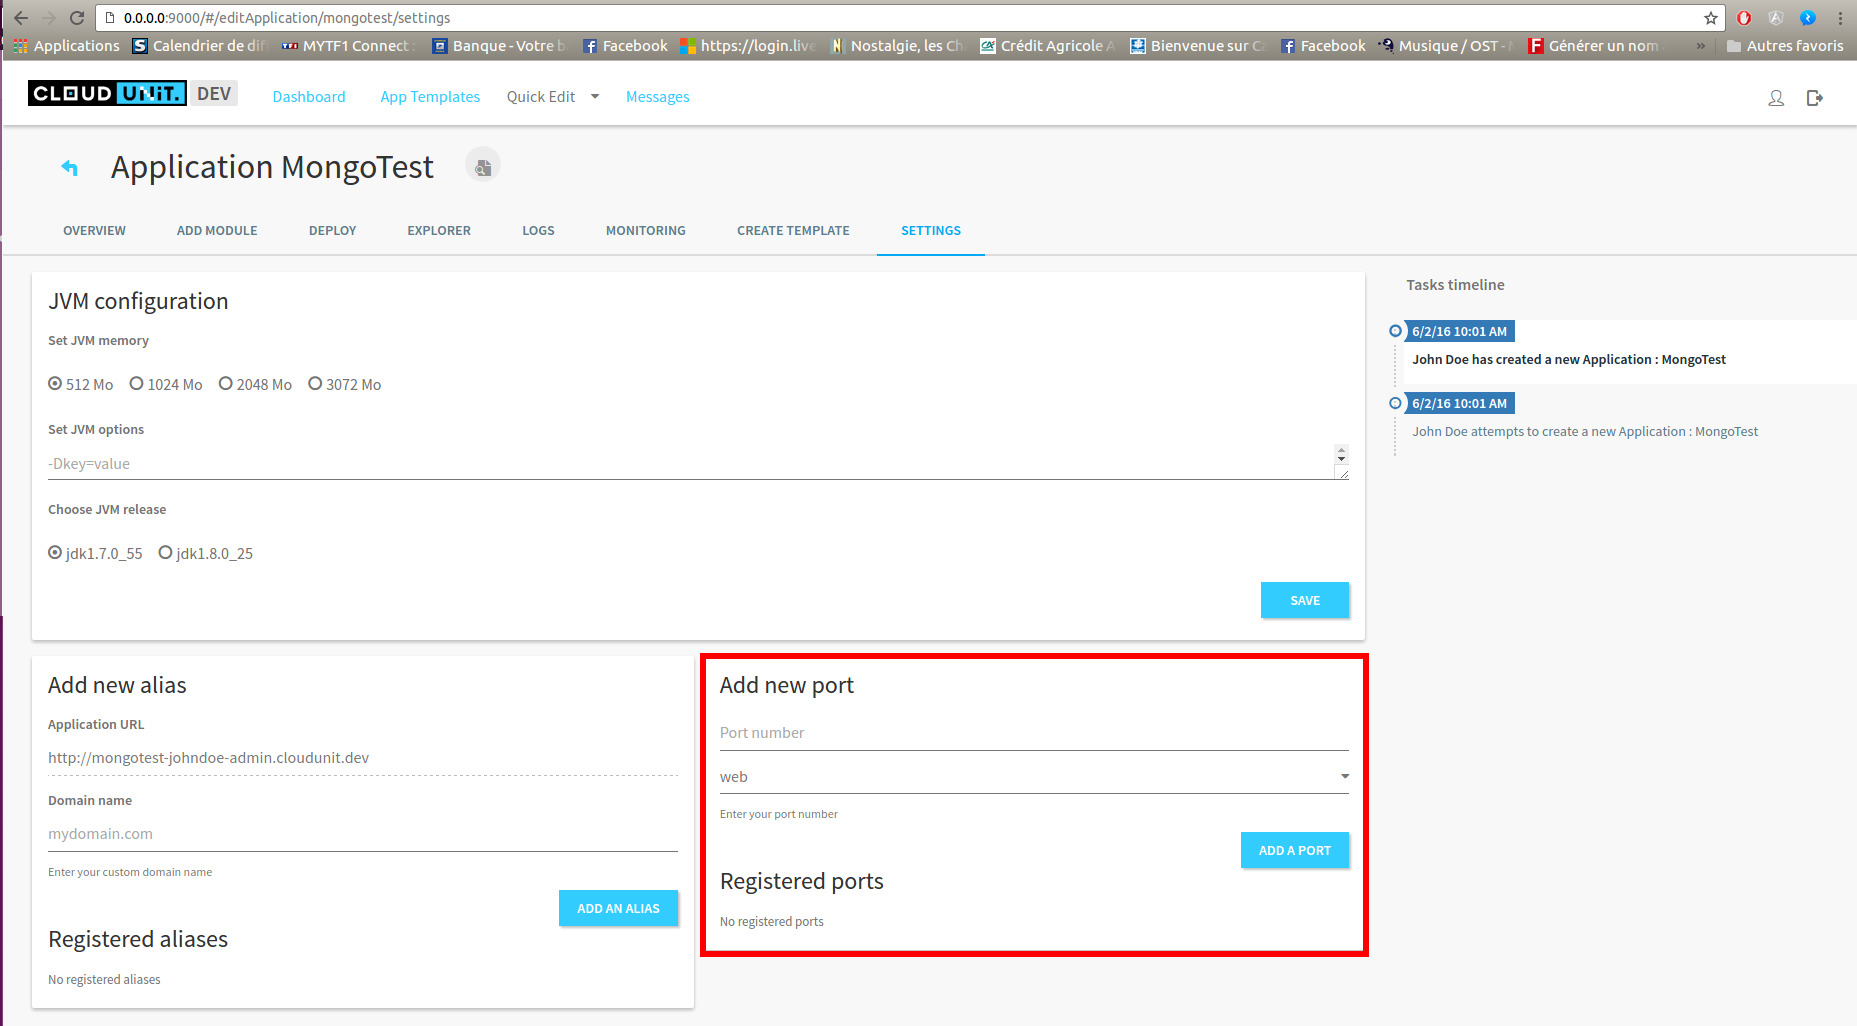 0.0.0.0:9000/#/editApplication/mongotest/settings
Applications Calendrier de di MYTF1 Connect Banque - Votre Facebook https://login.live Nostalgie, les Ch Crédit Agricole Bienvenue sur Facebook Musique / OST - Générer un nom » Autres favoris
CLOUD UNIT. DEV Dashboard App Templates Quick Edit Messages
Application MongoTest
OVERVIEW ADD MODULE DEPLOY EXPLORER LOGS MONITORING CREATE TEMPLATE SETTINGS
JVM configuration
Set JVM memory
512 Mo 1024 Mo 2048 Mo 3072 Mo
Set JVM options
-Dkey=value
Choose JVM release
jdk1.7.0_55 jdk1.8.0_25
SAVE
Add new alias
Application URL
http://mongotest-johndoe-admin.cloudunit.dev
Domain name
mydomain.com
Enter your custom domain name
ADD AN ALIAS
Registered aliases
No registered aliases
Add new port
Port number
web
Enter your port number
ADD A PORT
Registered ports
No registered ports
Tasks timeline
6/2/16 10:01 AM
John Doe has created a new Application : MongoTest
6/2/16 10:01 AM
John Doe attempts to create a new Application : MongoTest